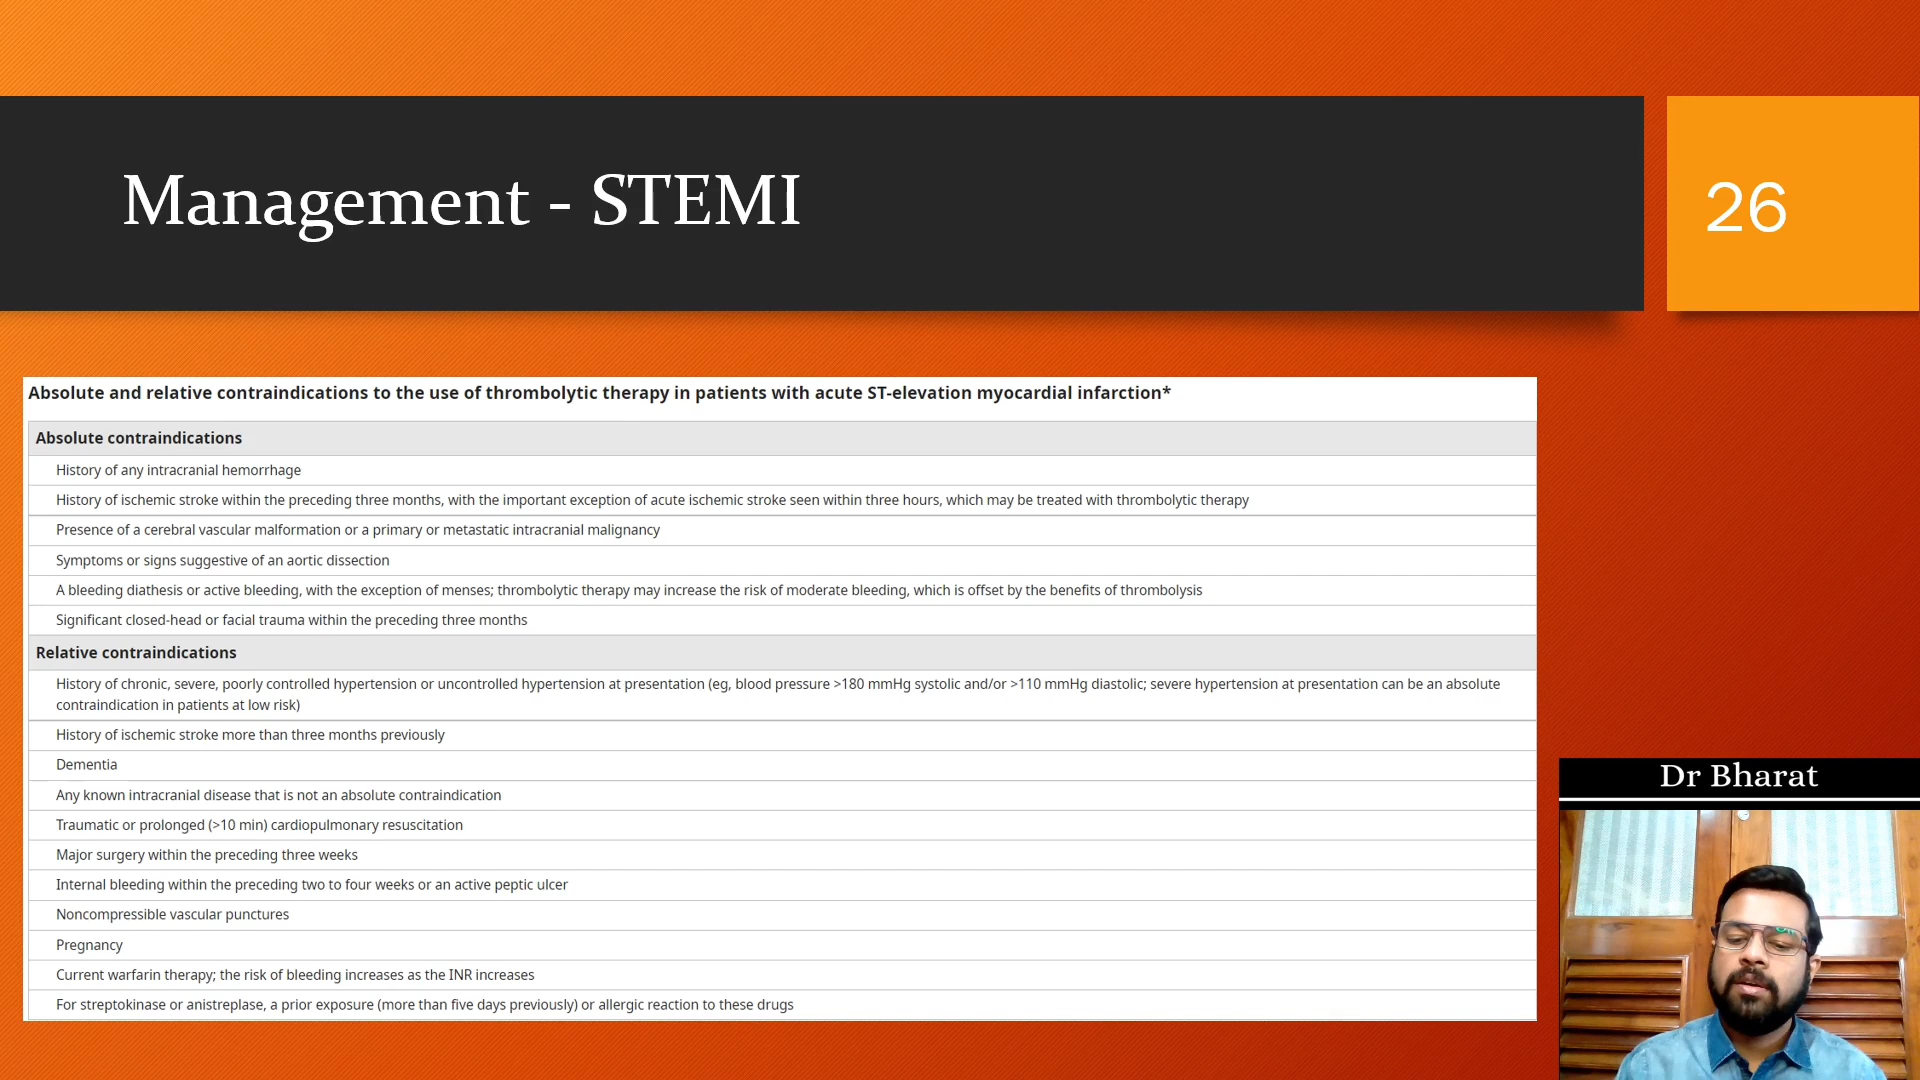 Management - STEMI
26
Absolute and relative contraindications to the use of thrombolytic therapy in patients with acute ST-elevation myocardial infarction*
Absolute contraindications
History of any intracranial hemorrhage
History of ischemic stroke within the preceding three months, with the important exception of acute ischemic stroke seen within three hours, which may be treated with thrombolytic therapy
Presence of a cerebral vascular malformation or a primary or metastatic intracranial malignancy
Symptoms or signs suggestive of an aortic dissection
A bleeding diathesis or active bleeding, with the exception of menses; thrombolytic therapy may increase the risk of moderate bleeding, which is offset by the benefits of thrombolysis
Significant closed-head or facial trauma within the preceding three months
Relative contraindications
History of chronic, severe, poorly controlled hypertension or uncontrolled hypertension at presentation (eg, blood pressure >180 mmHg systolic and/or >110 mmHg diastolic; severe hypertension at presentation can be an absolute
contraindication in patients at low risk)
History of ischemic stroke more than three months previously
Dementia
Any known intracranial disease that is not an absolute contraindication
Traumatic or prolonged (>10 min) cardiopulmonary resuscitation
Major surgery within the preceding three weeks
Internal bleeding within the preceding two to four weeks or an active peptic ulcer
Noncompressible vascular punctures
Pregnancy
Current warfarin therapy; the risk of bleeding increases as the INR increases
For streptokinase or anistreplase, a prior exposure (more than five days previously) or allergic reaction to these drugs
Dr Bharat